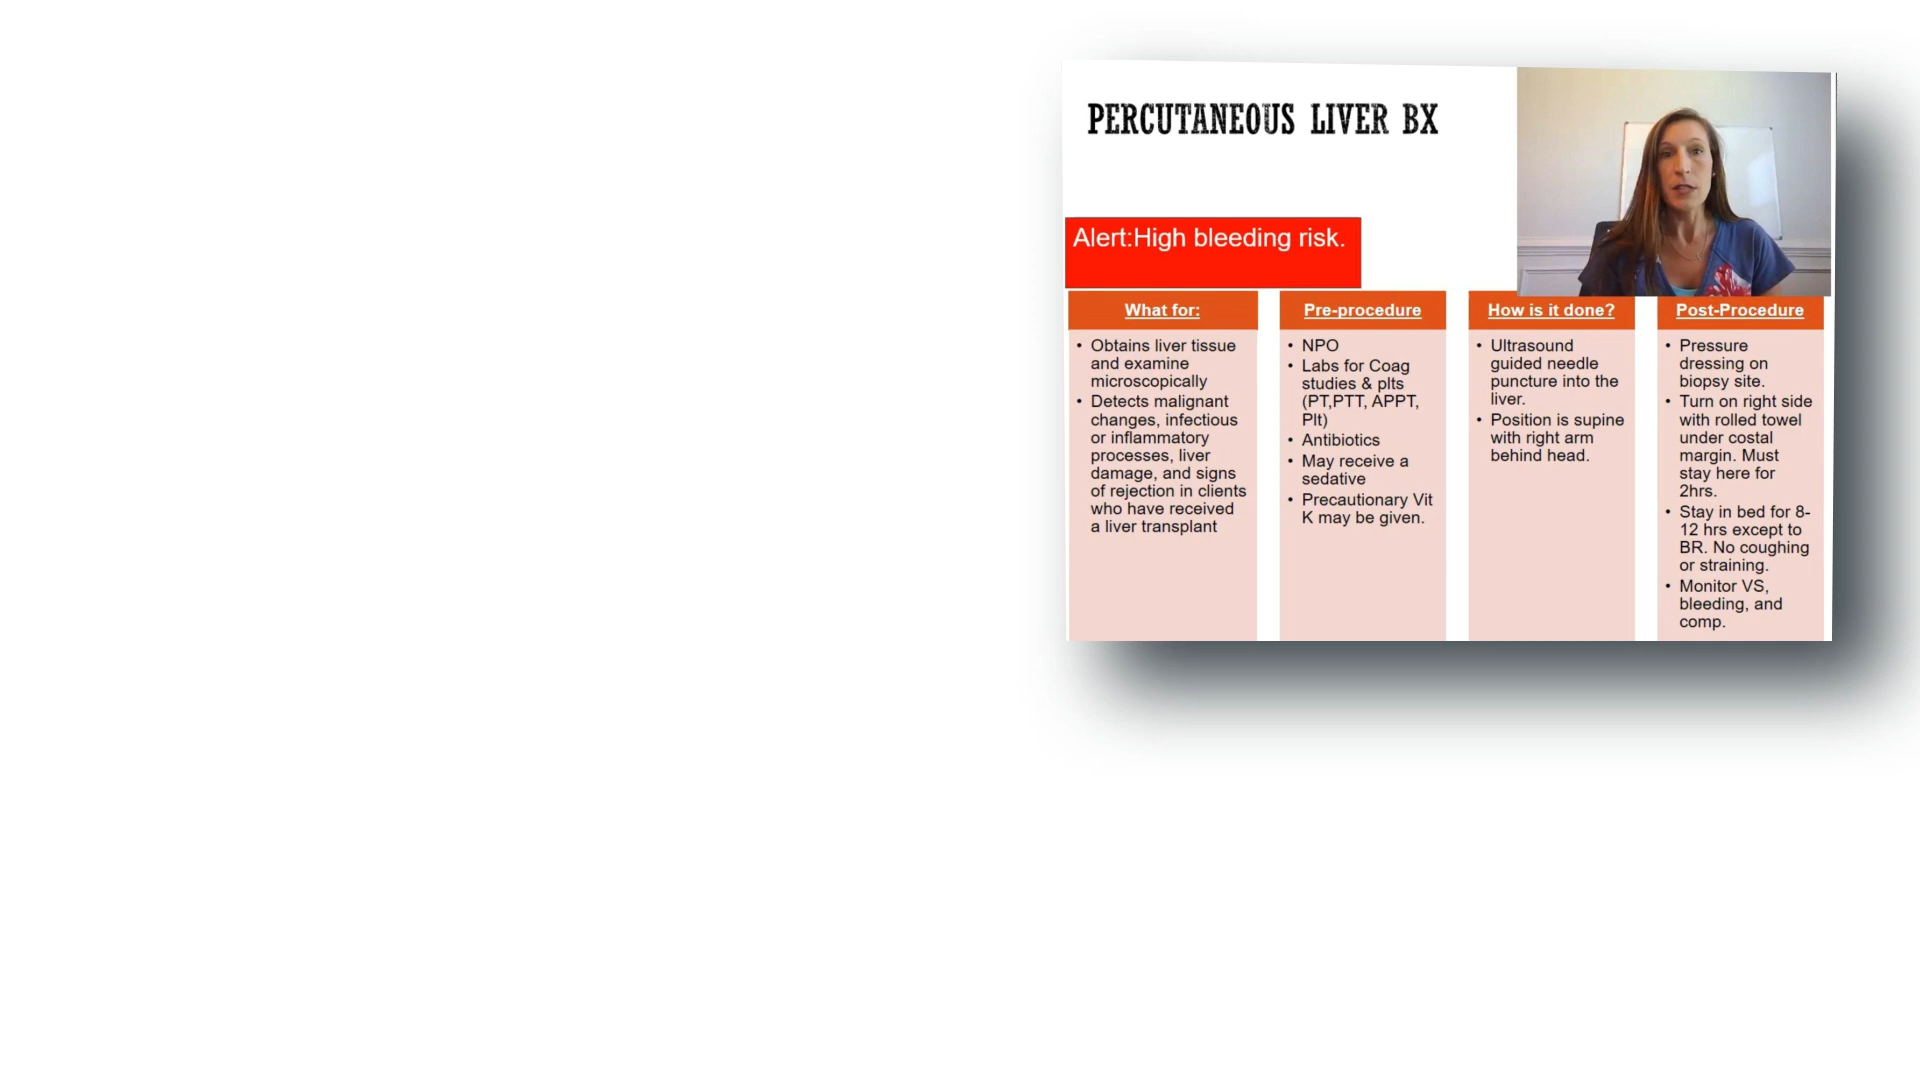 PERCUTANEOUS LIVER BX
Alert:High bleeding risk.
What for:
• Obtains liver tissue
and examine
microscopically
• Detects malignant
changes, infectious
or inflammatory
processes, liver
damage, and signs
of rejection in clients
who have received
a liver transplant
Pre-procedure
• NPO
• Labs for Coag
studies & plts
(PT,PTT, APPT,
Plt)
• Antibiotics
• May receive a
sedative
• Precautionary Vit
K may be given.
How is it done?
• Ultrasound
guided needle
puncture into the
liver.
• Position is supine
with right arm
behind head.
Post-Procedure
• Pressure
dressing on
biopsy site.
• Turn on right side
with rolled towel
under costal
margin. Must
stay here for
2hrs.
• Stay in bed for 8-
12 hrs except to
BR. No coughing
or straining.
• Monitor VS,
bleeding, and
comp.